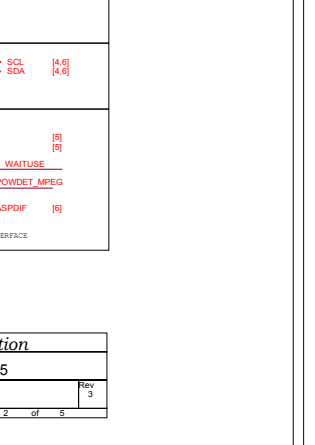 SCL [4,6]
SDA [4,6]
[5]
[5]
WAITUSE
POWDET_MPEG
ASPDIF [6]
ERFACE
tion
5
Rev
3
2 of 5